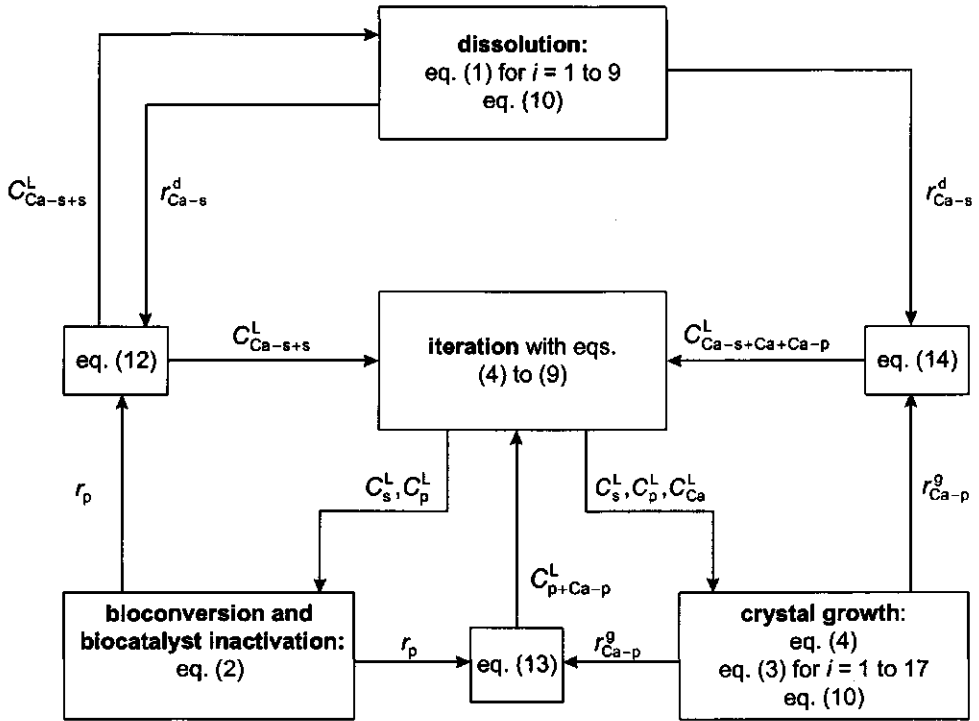 dissolution:
eq. (1) for i = 1 to 9
eq. (10)
C^L_Ca-s+s
r^d_Ca-s
r^d_Ca-s
eq. (12)
C^L_Ca-s+s
iteration with eqs.
(4) to (9)
C^L_Ca-s+Ca+Ca-p
eq. (14)
r_p
C^L_s, C^L_p
C^L_s, C^L_p, C^L_Ca
r^g_Ca-p
C^L_p+Ca-p
bioconversion and
biocatalyst inactivation:
eq. (2)
r_p
eq. (13)
r^g_Ca-p
crystal growth:
eq. (4)
eq. (3) for i = 1 to 17
eq. (10)